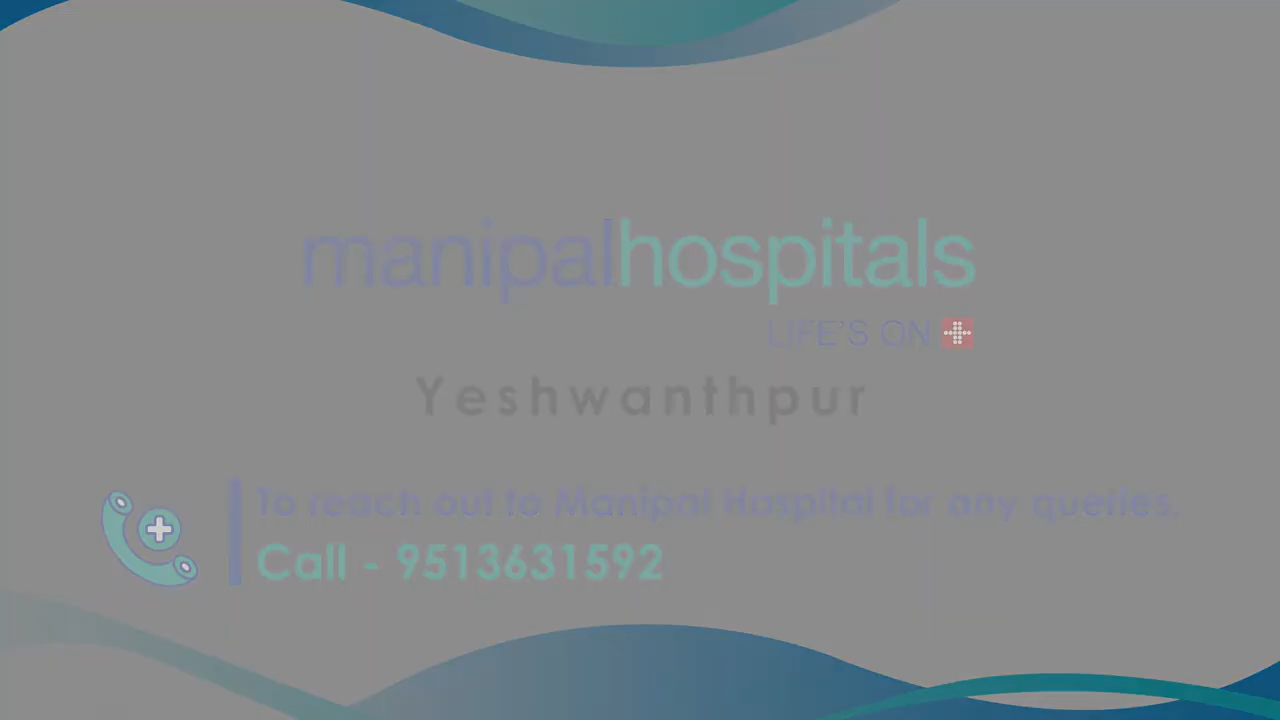 manipalhospitals
LIFE'S ON
Yeshwanthpur
To reach out to Manipal Hospital for any queries,
Call - 9513631592